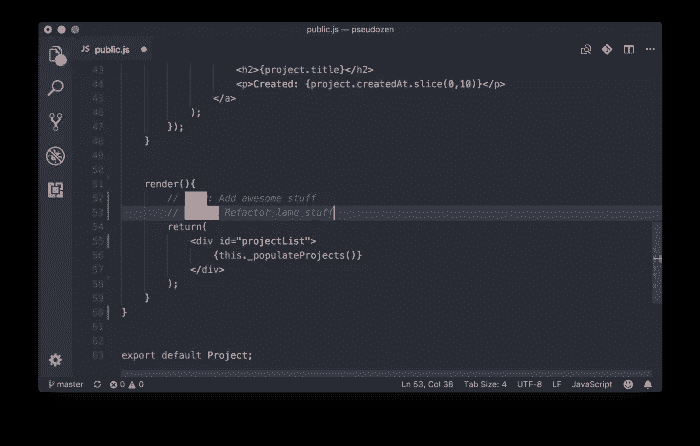 public.js — pseudozen
JS public.js
43 <h2>{project.title}</h2>
44 <p>Created: {project.createdAt.slice(0,10)}</p>
45 </a>
46 );
47 });
48 }
49
50
51 render(){
52 // : Add awesome stuff
53 // Refactor lame stuff
54 return(
55 <div id="projectList">
56 {this._populateProjects()}
57 </div>
58 );
59 }
60 }
61
62
63 export default Project;
master 0 0 Ln 53, Col 38 Tab Size: 4 UTF-8 LF JavaScript